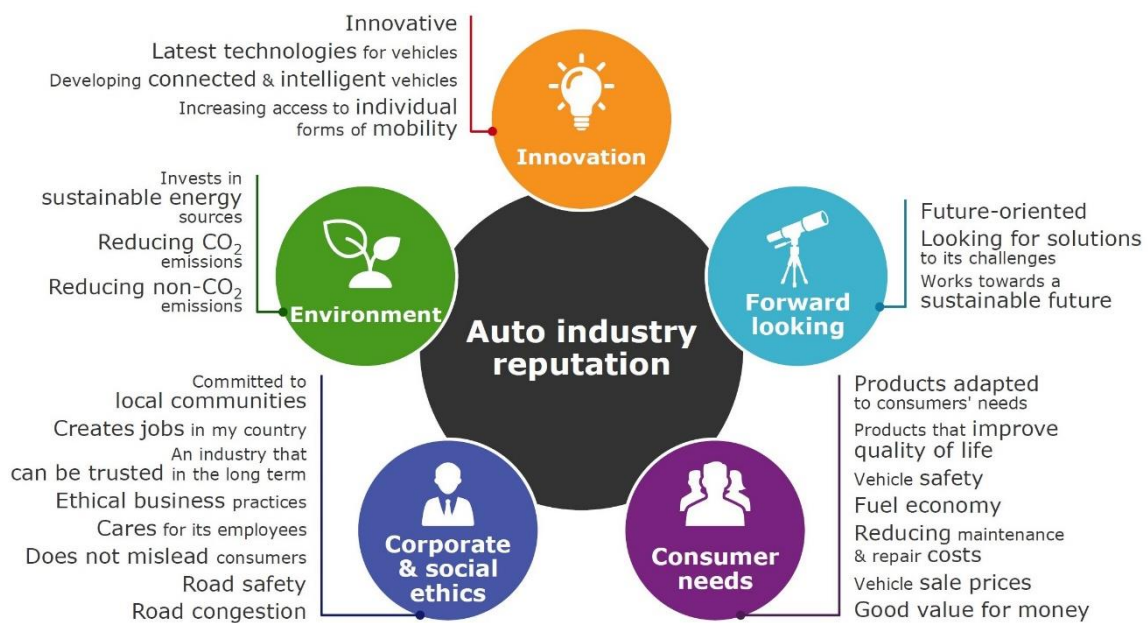 Innovative
Latest technologies for vehicles
Developing connected & intelligent vehicles
Increasing access to individual
forms of mobility
Innovation
Invests in
sustainable energy
sources
Reducing CO₂
emissions
Reducing non-CO₂
emissions
Environment
Future-oriented
Looking for solutions
to its challenges
Works towards a
sustainable future
Forward
looking
Auto industry
reputation
Committed to
local communities
Creates jobs in my country
An industry that
can be trusted in the long term
Ethical business practices
Cares for its employees
Does not mislead consumers
Road safety
Road congestion
Corporate
& social
ethics
Products adapted
to consumers' needs
Products that improve
quality of life
Vehicle safety
Fuel economy
Reducing maintenance
& repair costs
Vehicle sale prices
Good value for money
Consumer
needs